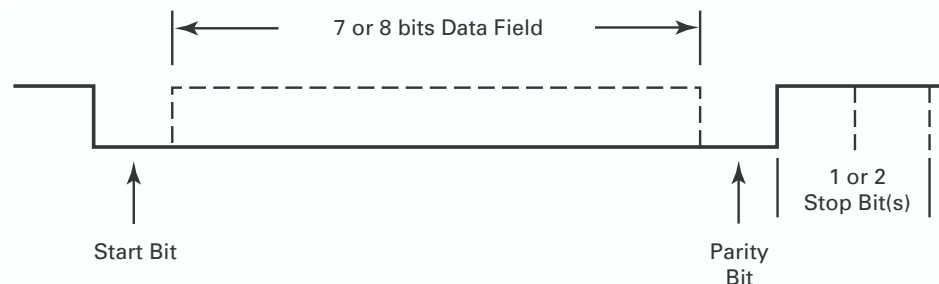 7 or 8 bits Data Field
1 or 2
Stop Bit(s)
Start Bit
Parity
Bit